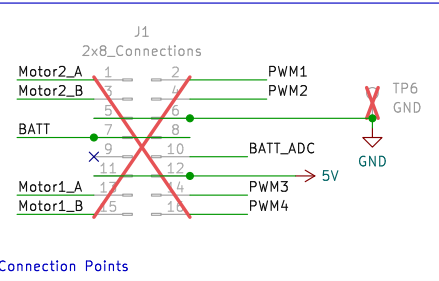 J1
2x8_Connections
Motor2_A 1 2 PWM1
Motor2_B 3 4 PWM2
5 6
TP6
GND
BATT 7 8
9 10 BATT_ADC
GND
11 12 5V
Motor1_A 13 14 PWM3
Motor1_B 15 16 PWM4
Connection Points